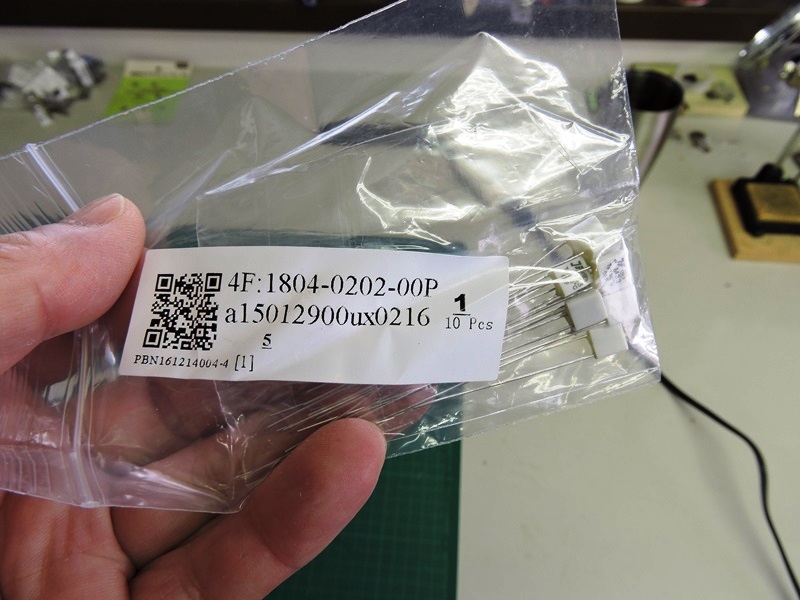 4F:1804-0202-00P
a15012900ux0216
1
10 Pcs
5
PBN161214004-4 [1]